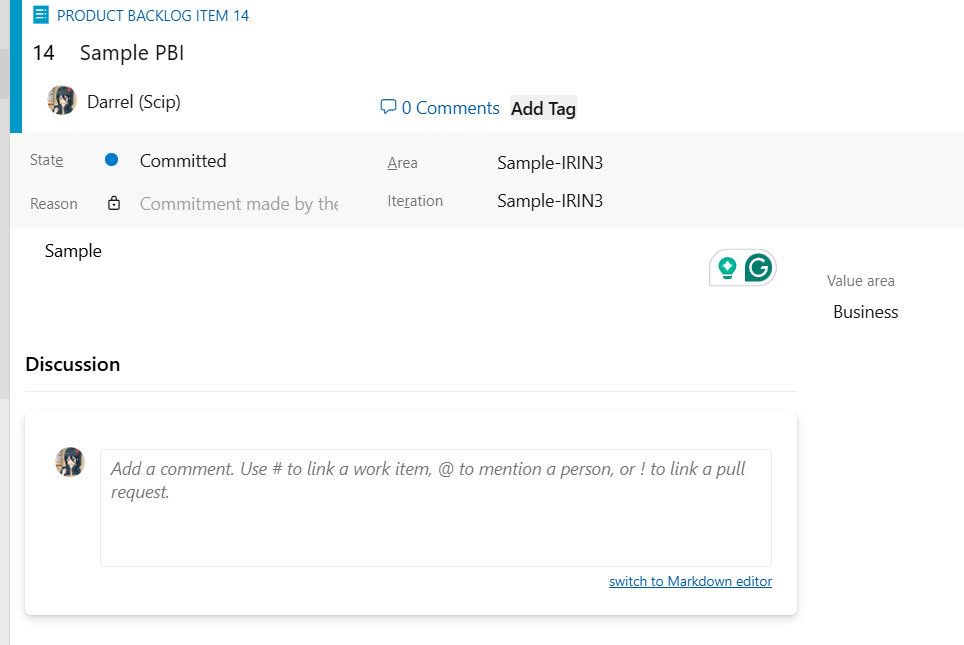 PRODUCT BACKLOG ITEM 14
14 Sample PBI
Darrel (Scip)
0 Comments Add Tag
State Committed Area Sample-IRIN3
Reason Commitment made by the Iteration Sample-IRIN3
Sample
Value area
Business
Discussion
Add a comment. Use # to link a work item, @ to mention a person, or ! to link a pull
request.
switch to Markdown editor